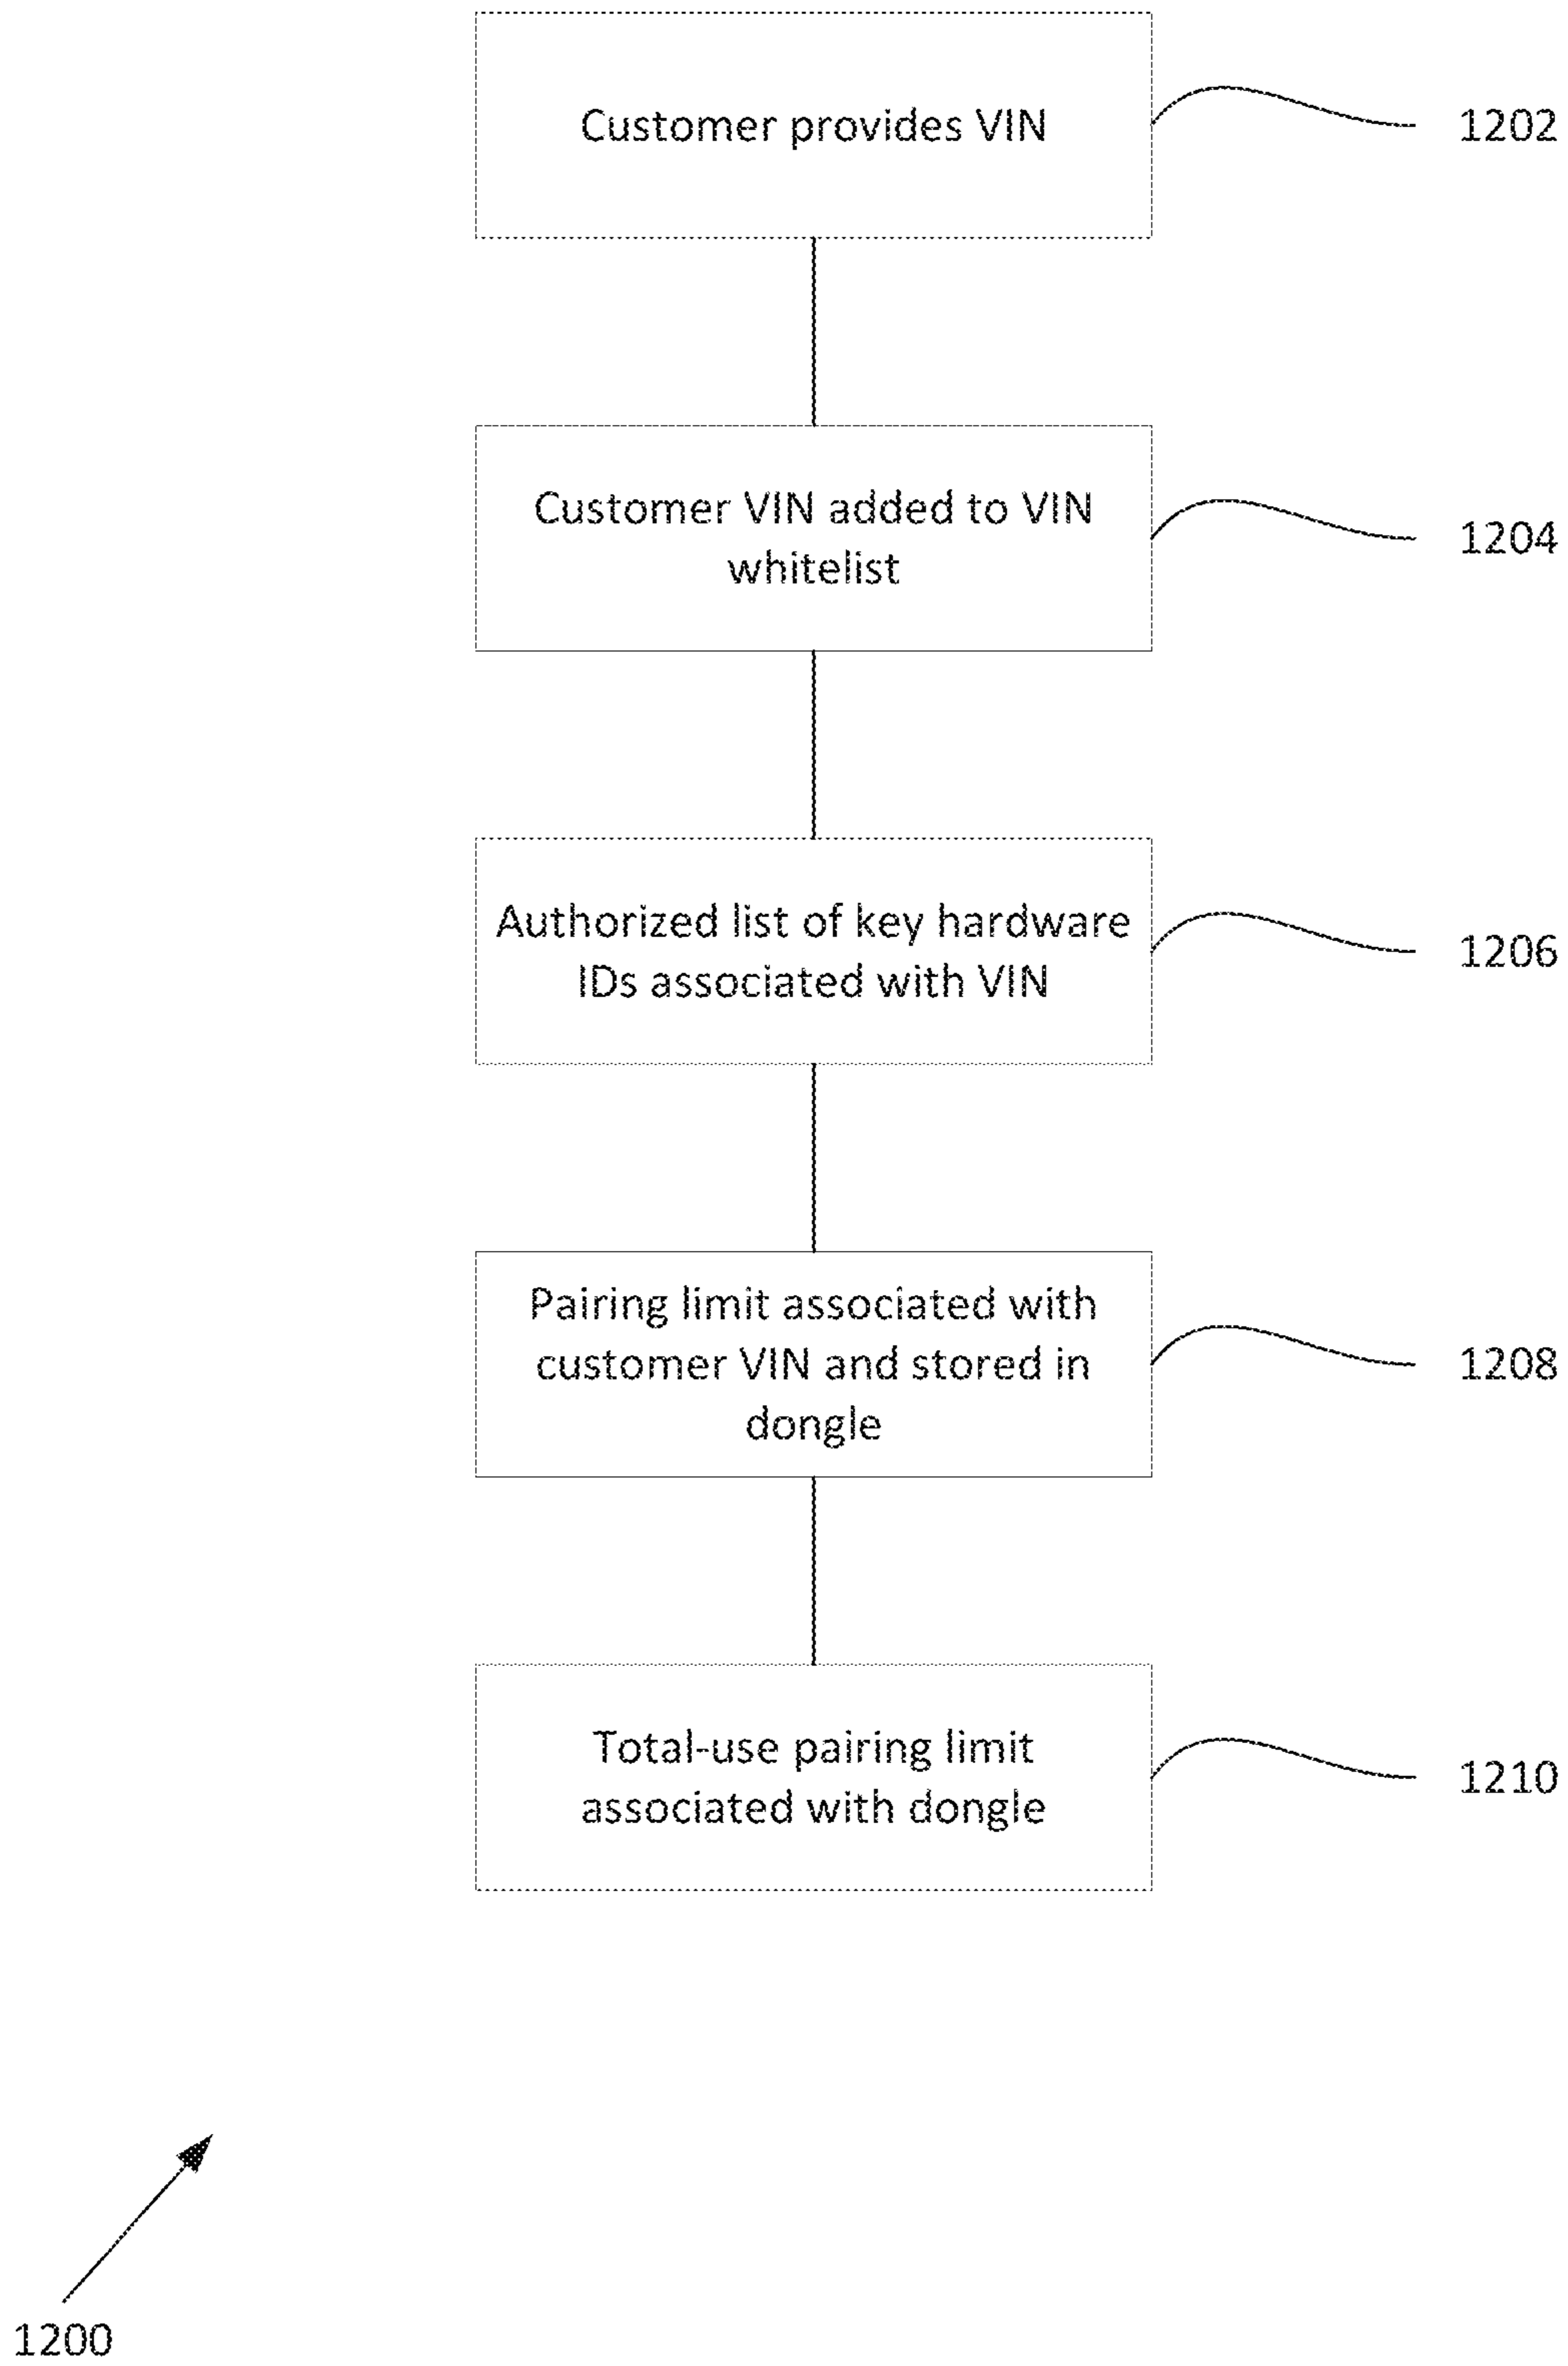 Customer provides VIN
1202
Customer VIN added to VIN
whitelist
1204
Authorized list of key hardware
IDs associated with VIN
1206
Pairing limit associated with
customer VIN and stored in
dongle
1208
Total-use pairing limit
associated with dongle
1210
1200